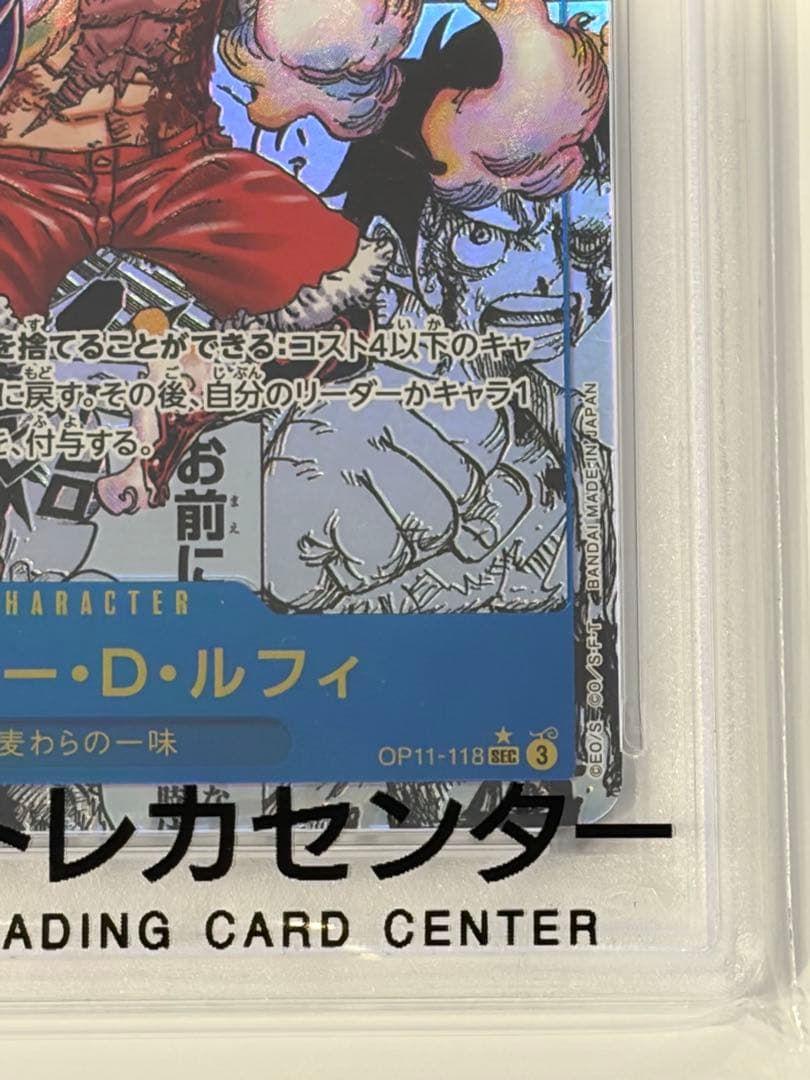 を捨てることができる:コスト4以下のキャ
に戻す。その後、自分のリーダーかキャラ1
、付与する。
お前に
CHARACTER
ー・D・ルフィ
麦わらの一味
OP11-118 SEC 3
©E0/S ©O/S・F・T BANDAI MADE IN JAPAN
トレカセンター
ADING CARD CENTER